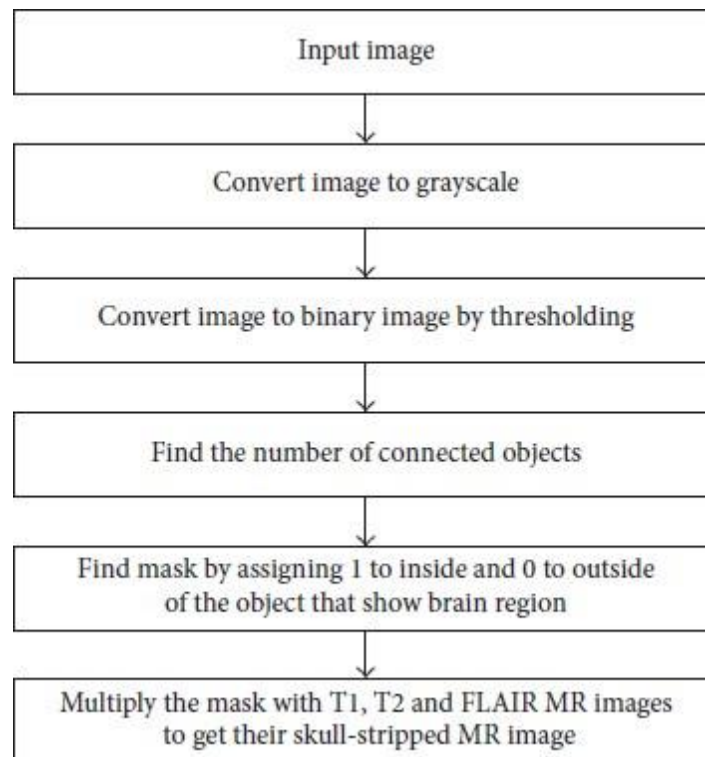 Input image
Convert image to grayscale
Convert image to binary image by thresholding
Find the number of connected objects
Find mask by assigning 1 to inside and 0 to outside
of the object that show brain region
Multiply the mask with T1, T2 and FLAIR MR images
to get their skull-stripped MR image